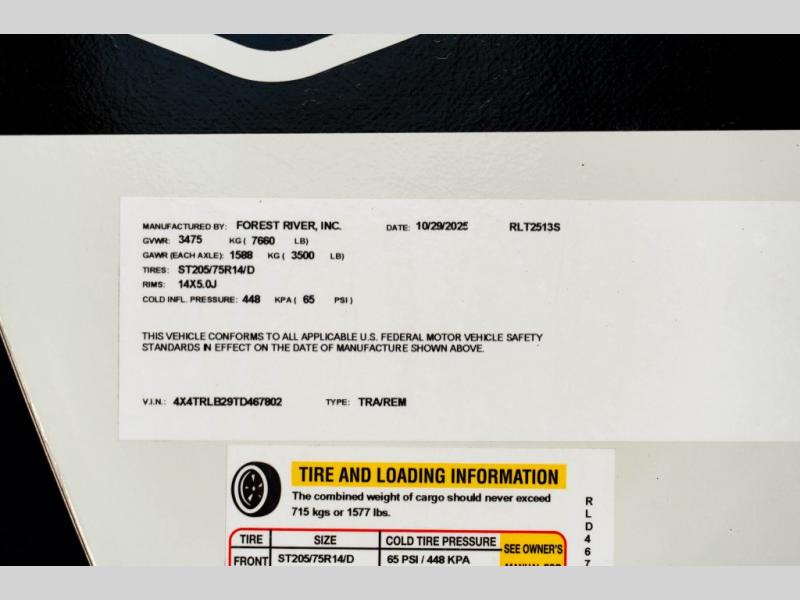 MANUFACTURED BY: FOREST RIVER, INC. DATE: 10/29/2025 RLT2513S
GVWR: 3475 KG ( 7660 LB)
GAWR (EACH AXLE): 1588 KG ( 3500 LB)
TIRES: ST205/75R14/D
RIMS: 14X5.0J
COLD INFL. PRESSURE: 448 KPA ( 65 PSI )
THIS VEHICLE CONFORMS TO ALL APPLICABLE U.S. FEDERAL MOTOR VEHICLE SAFETY
STANDARDS IN EFFECT ON THE DATE OF MANUFACTURE SHOWN ABOVE.
V.I.N.: 4X4TRLB29TD467802 TYPE: TRA/REM
TIRE AND LOADING INFORMATION
The combined weight of cargo should never exceed
715 kgs or 1577 lbs.
TIRE SIZE COLD TIRE PRESSURE SEE OWNER'S
FRONT ST205/75R14/D 65 PSI / 448 KPA
RLD467